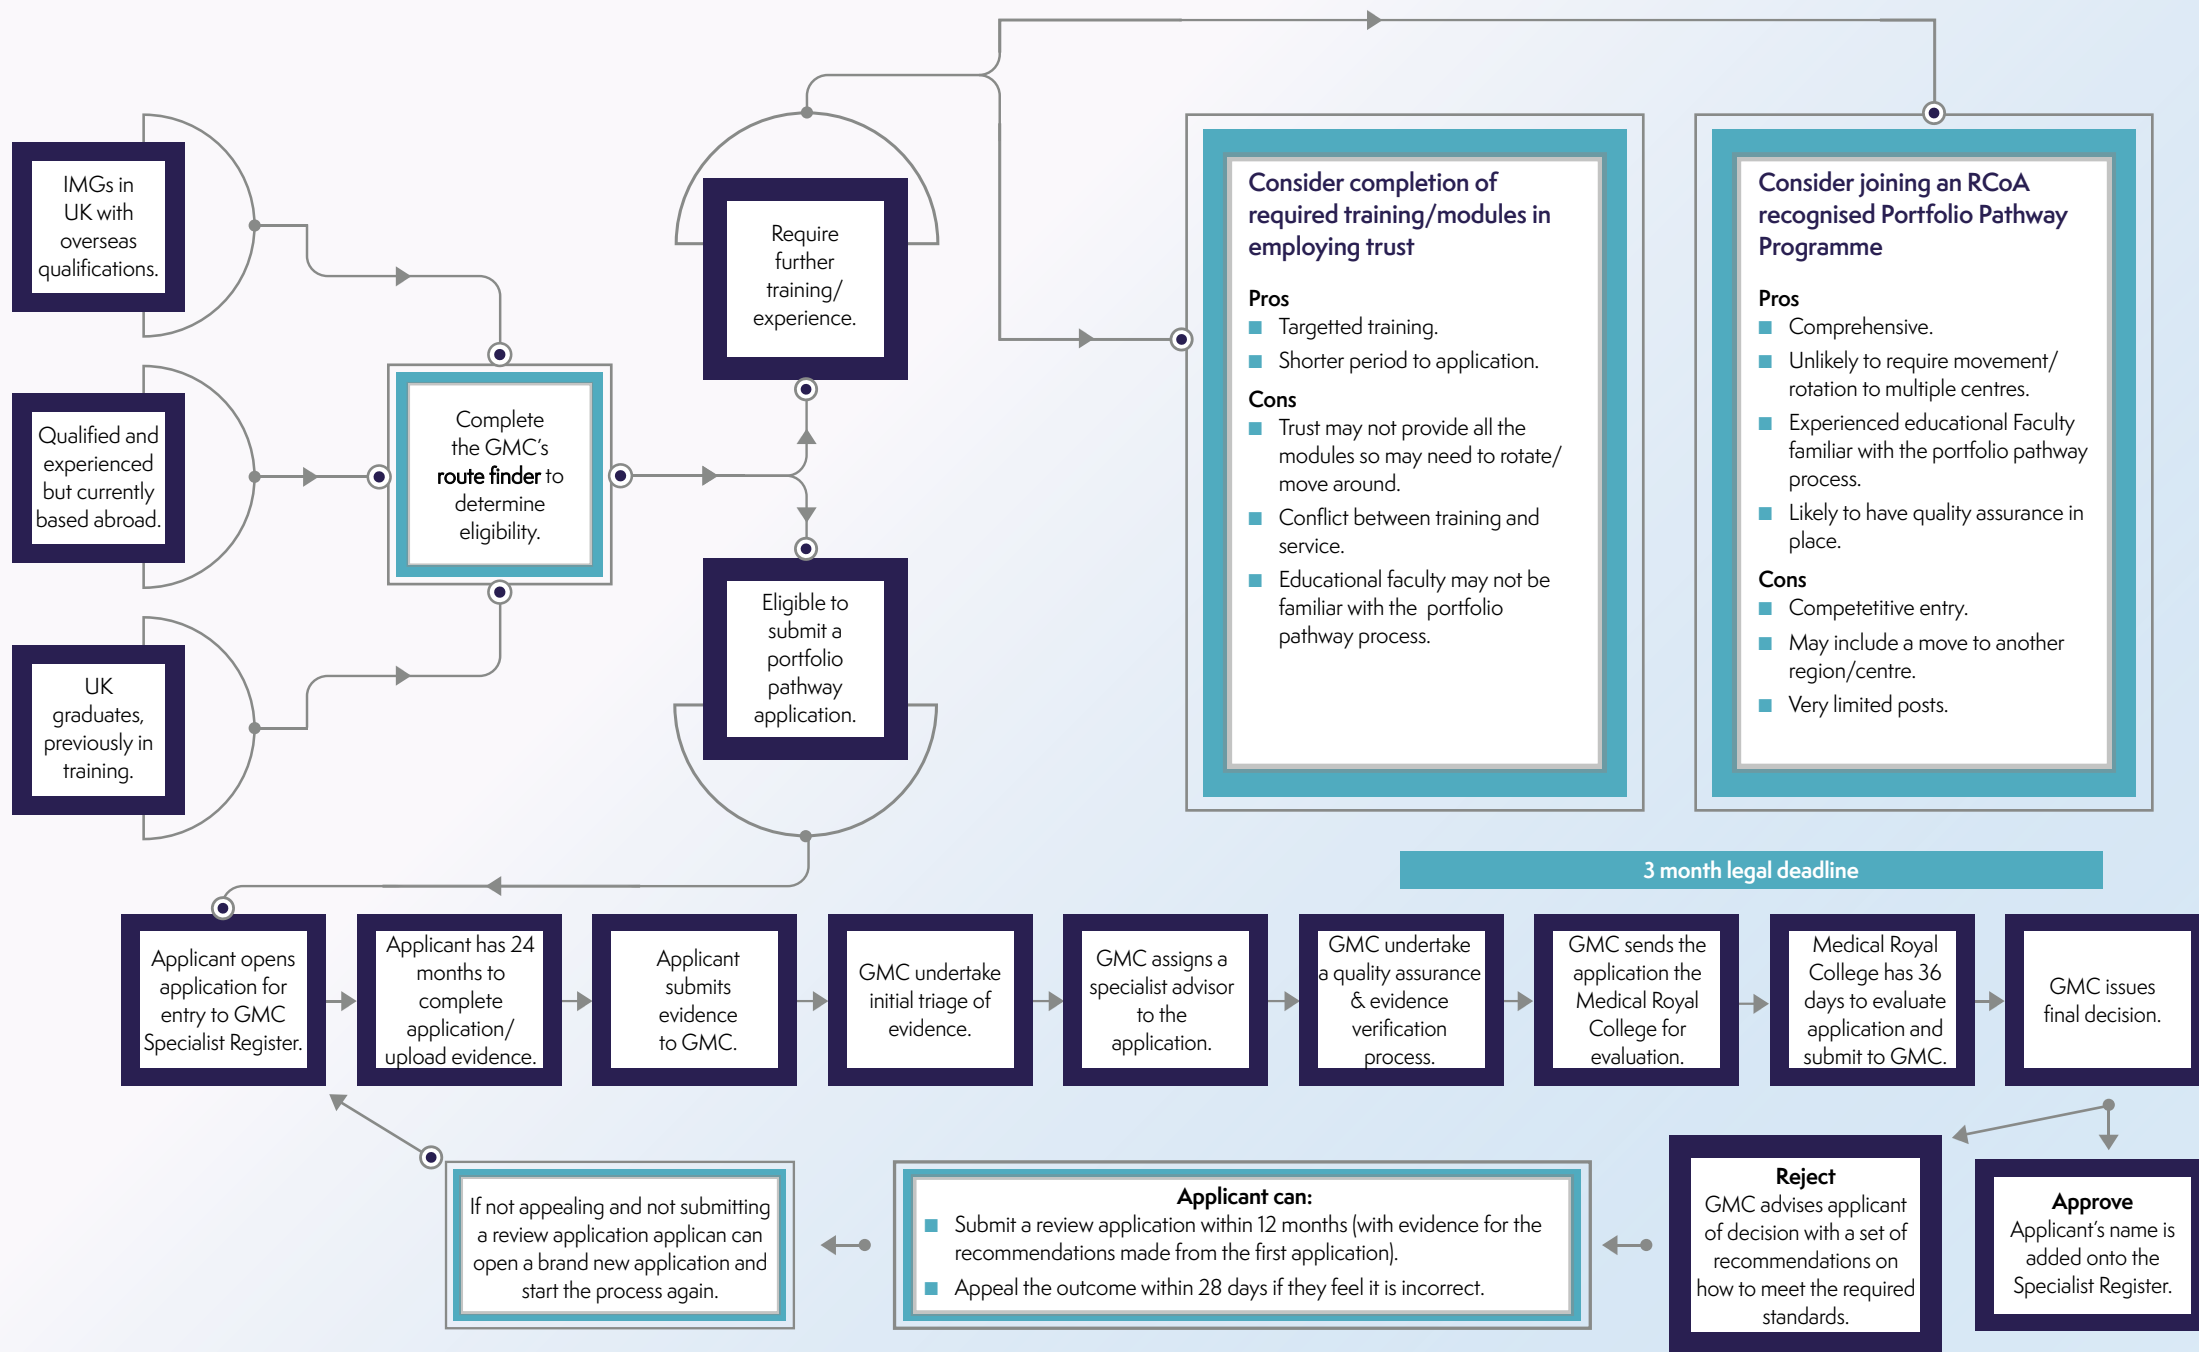 IMGs in
UK with
overseas
qualifications.
Qualified and
experienced
but currently
based abroad.
UK
graduates,
previously in
training.
Complete
the GMC's
route finder to
determine
eligibility.
Require
further
training/
experience.
Eligible to
submit a
portfolio
pathway
application.
Consider completion of
required training/modules in
employing trust
Pros
Targetted training.
Shorter period to application.
Cons
Trust may not provide all the
modules so may need to rotate/
move around.
Conflict between training and
service.
Educational faculty may not be
familiar with the portfolio
pathway process.
Consider joining an RCoA
recognised Portfolio Pathway
Programme
Pros
Comprehensive.
Unlikely to require movement/
rotation to multiple centres.
Experienced educational Faculty
familiar with the portfolio pathway
process.
Likely to have quality assurance in
place.
Cons
Competetitive entry.
May include a move to another
region/centre.
Very limited posts.
3 month legal deadline
Applicant opens
application for
entry to GMC
Specialist Register.
Applicant has 24
months to
complete
application/
upload evidence.
Applicant
submits
evidence
to GMC.
GMC undertake
initial triage of
evidence.
GMC assigns a
specialist advisor
to the
application.
GMC undertake
a quality assurance
& evidence
verification
process.
GMC sends the
application the
Medical Royal
College for
evaluation.
Medical Royal
College has 36
days to evaluate
application and
submit to GMC.
GMC issues
final decision.
Approve
Applicant's name is
added onto the
Specialist Register.
Reject
GMC advises applicant
of decision with a set of
recommendations on
how to meet the required
standards.
Applicant can:
Submit a review application within 12 months (with evidence for the
recommendations made from the first application).
Appeal the outcome within 28 days if they feel it is incorrect.
If not appealing and not submitting
a review application applican can
open a brand new application and
start the process again.